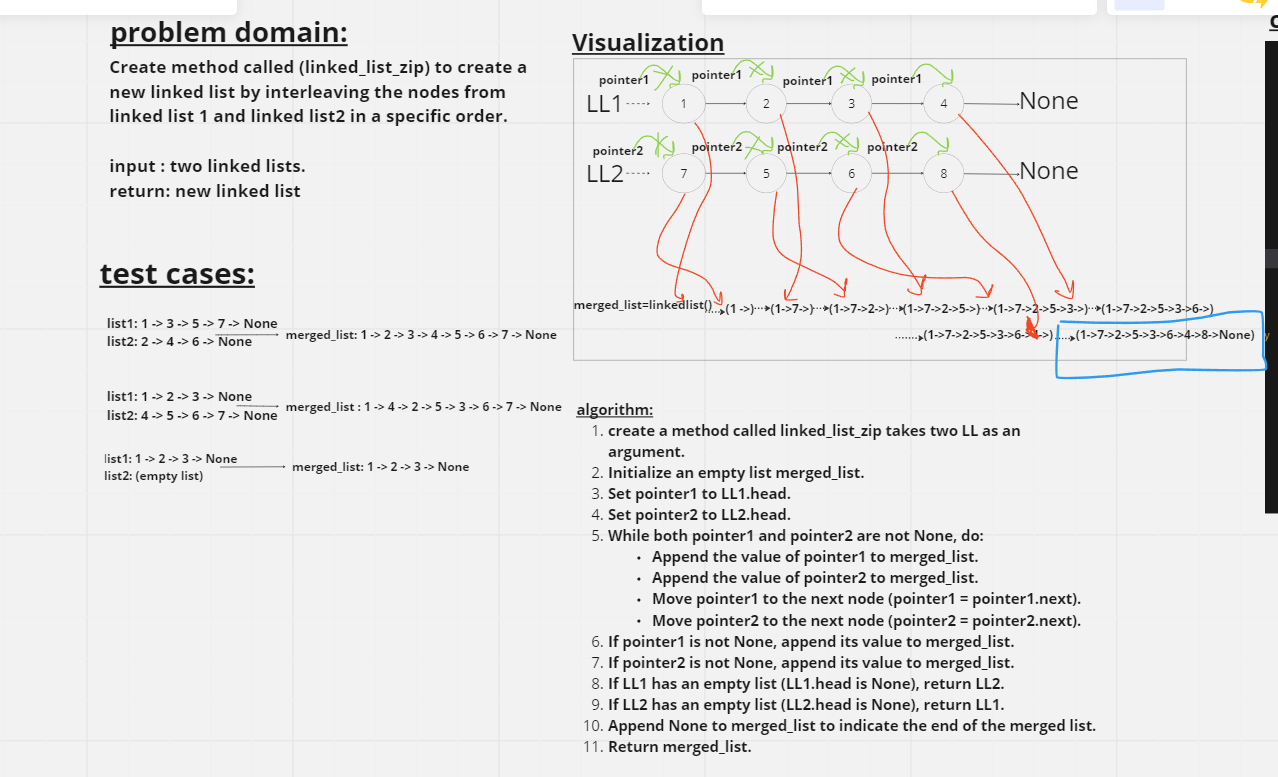 problem domain:
Create method called (linked_list_zip) to create a
new linked list by interleaving the nodes from
linked list 1 and linked list2 in a specific order.
input : two linked lists.
return: new linked list
test cases:
list1: 1 -> 3 -> 5 -> 7 -> None
list2: 2 -> 4 -> 6 -> None
merged_list: 1 -> 2 -> 3 -> 4 -> 5 -> 6 -> 7 -> None
list1: 1 -> 2 -> 3 -> None
list2: 4 -> 5 -> 6 -> 7 -> None
merged_list : 1 -> 4 -> 2 -> 5 -> 3 -> 6 -> 7 -> None
list1: 1 -> 2 -> 3 -> None
list2: (empty list)
merged_list: 1 -> 2 -> 3 -> None
Visualization
pointer1 pointer1 pointer1 pointer1
LL1 1 2 3 4 None
pointer2 pointer2 pointer2 pointer2
LL2 7 5 6 8 None
merged_list=linkedlist() (1 ->) (1->7->) (1->7->2->) (1->7->2->5->) (1->7->2->5->3->) (1->7->2->5->3->6->)
(1->7->2->5->3->6->4->) (1->7->2->5->3->6->4->8->None)
algorithm:
1. create a method called linked_list_zip takes two LL as an
argument.
2. Initialize an empty list merged_list.
3. Set pointer1 to LL1.head.
4. Set pointer2 to LL2.head.
5. While both pointer1 and pointer2 are not None, do:
• Append the value of pointer1 to merged_list.
• Append the value of pointer2 to merged_list.
• Move pointer1 to the next node (pointer1 = pointer1.next).
• Move pointer2 to the next node (pointer2 = pointer2.next).
6. If pointer1 is not None, append its value to merged_list.
7. If pointer2 is not None, append its value to merged_list.
8. If LL1 has an empty list (LL1.head is None), return LL2.
9. If LL2 has an empty list (LL2.head is None), return LL1.
10. Append None to merged_list to indicate the end of the merged list.
11. Return merged_list.